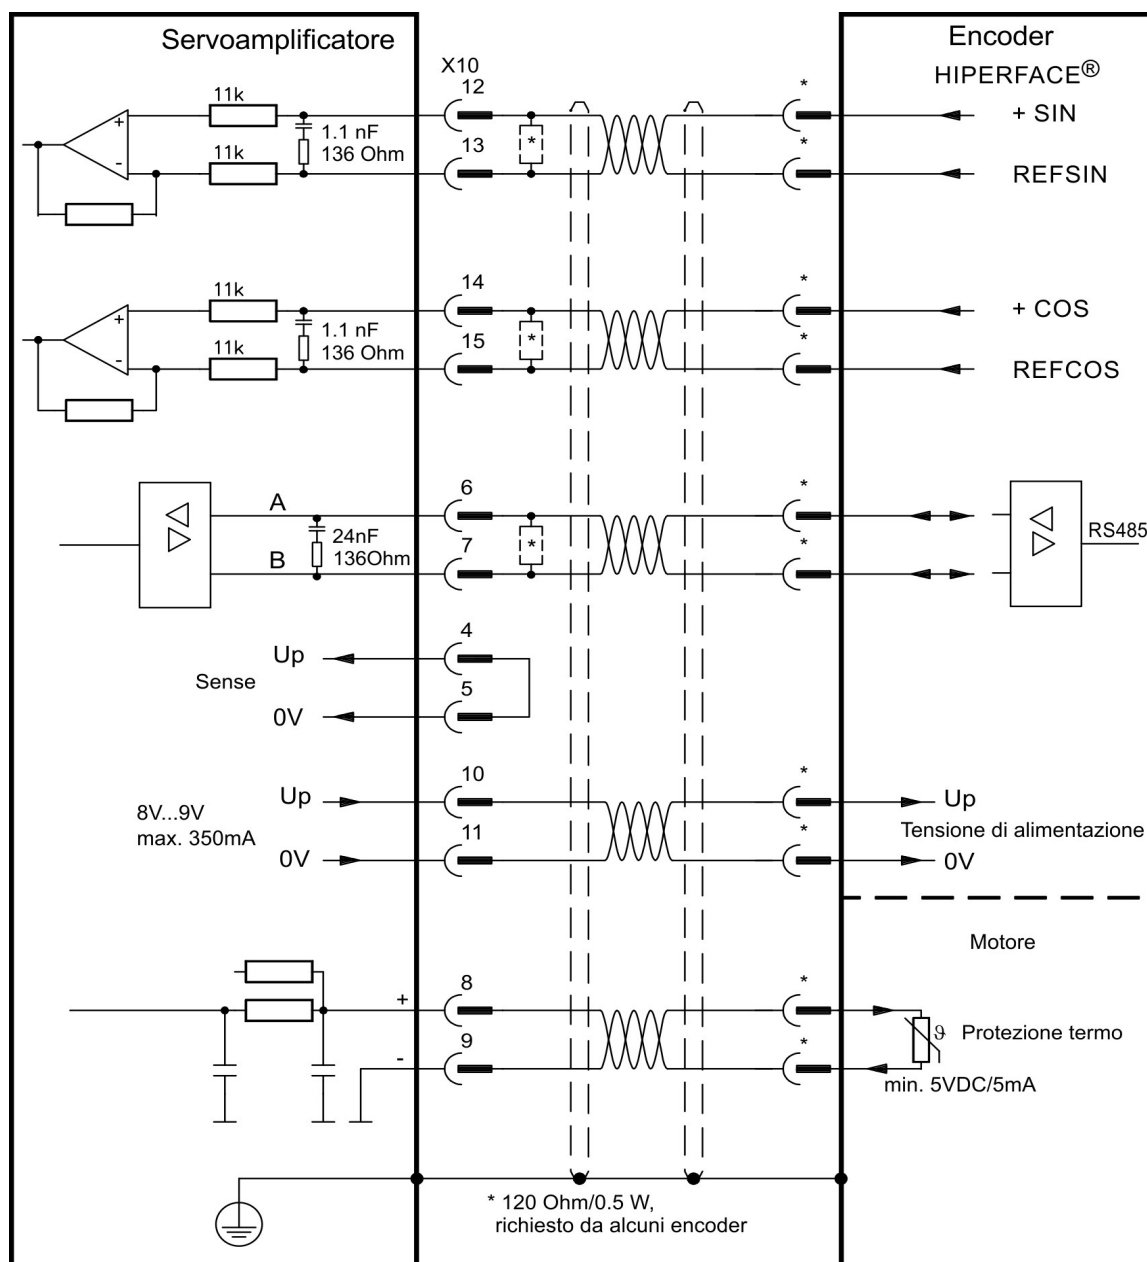 Servoamplificatore
Encoder
HIPERFACE®
X10
11k
12
*
+ SIN
+
1.1 nF
136 Ohm
*
-
11k
13
*
REFSIN
11k
14
*
+ COS
+
1.1 nF
136 Ohm
*
-
11k
15
*
REFCOS
A
6
*
24nF
136Ohm
*
RS485
B
7
*
Up
4
Sense
0V
5
8V...9V
max. 350mA
Up
10
*
Up
Tensione di alimentazione
0V
11
*
0V
Motore
+
8
*
ϑ Protezione termo
-
9
*
min. 5VDC/5mA
* 120 Ohm/0.5 W,
richiesto da alcuni encoder